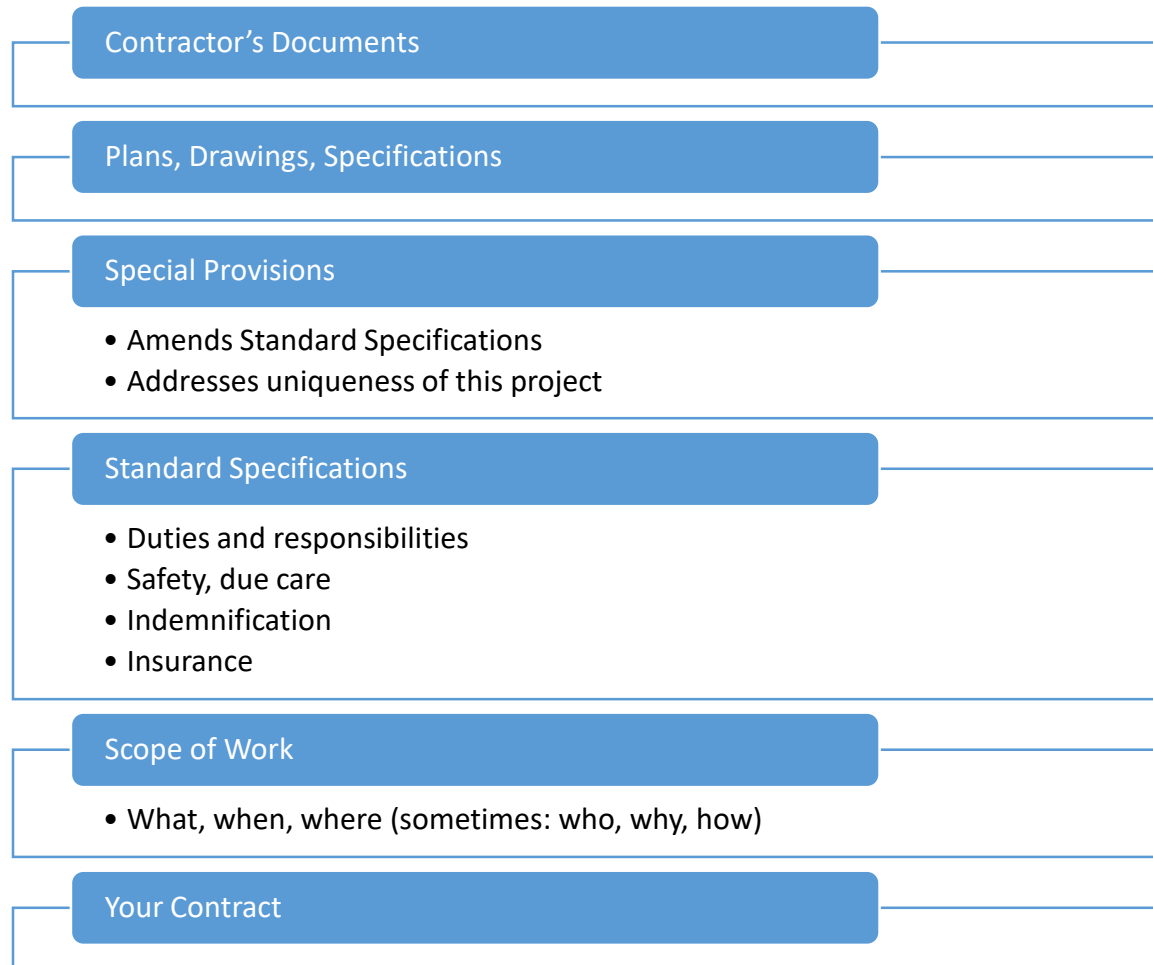 Contractor’s Documents
Plans, Drawings, Specifications
Special Provisions
• Amends Standard Specifications
• Addresses uniqueness of this project
Standard Specifications
• Duties and responsibilities
• Safety, due care
• Indemnification
• Insurance
Scope of Work
• What, when, where (sometimes: who, why, how)
Your Contract